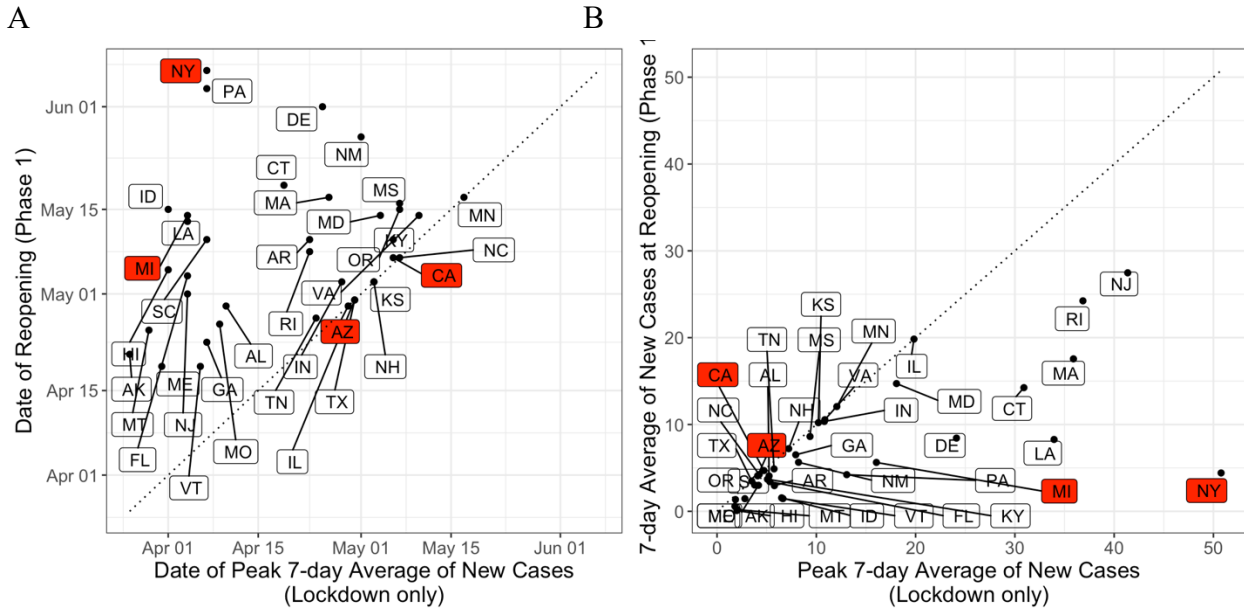 A
B
NY
PA
Jun 01
DE
NM
CT
MS
ID
MA
May 15
MD
MN
LA
KY
NC
AR
OR
MI
CA
May 01
SC
VA
KS
RI
AZ
HI
AL
IN
NH
AK
ME
GA
Apr 15
TN
TX
MT
NJ
MO
FL
IL
VT
Apr 01
Apr 01
Apr 15
May 01
May 15
Jun 01
Date of Peak 7-day Average of New Cases
(Lockdown only)
Date of Reopening (Phase 1)
7-day Average of New Cases at Reopening (Phase 1
50
40
30
20
10
0
NJ
KS
RI
TN
MS
MN
IL
CA
AL
VA
MA
MD
NC
NH
IN
CT
TX
AZ
GA
DE
LA
OR
AR
NM
PA
MI
NY
AK
HI
MT
ID
VT
FL
KY
0
10
20
30
40
50
Peak 7-day Average of New Cases
(Lockdown only)